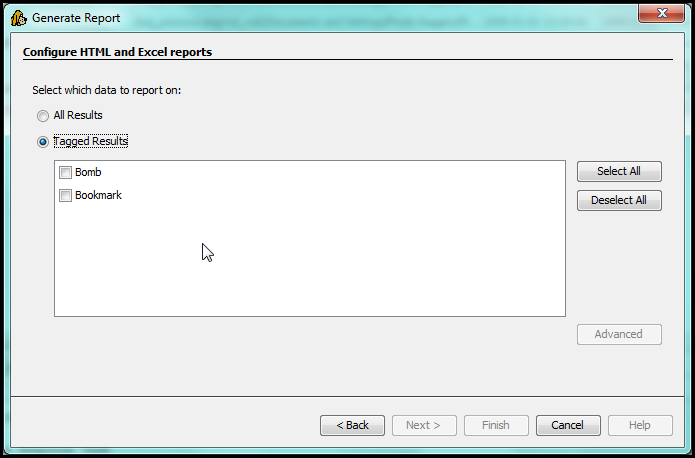 Generate Report
Configure HTML and Excel reports
Select which data to report on:
All Results
Tagged Results
Bomb
Bookmark
Select All
Deselect All
Advanced
< Back
Next >
Finish
Cancel
Help